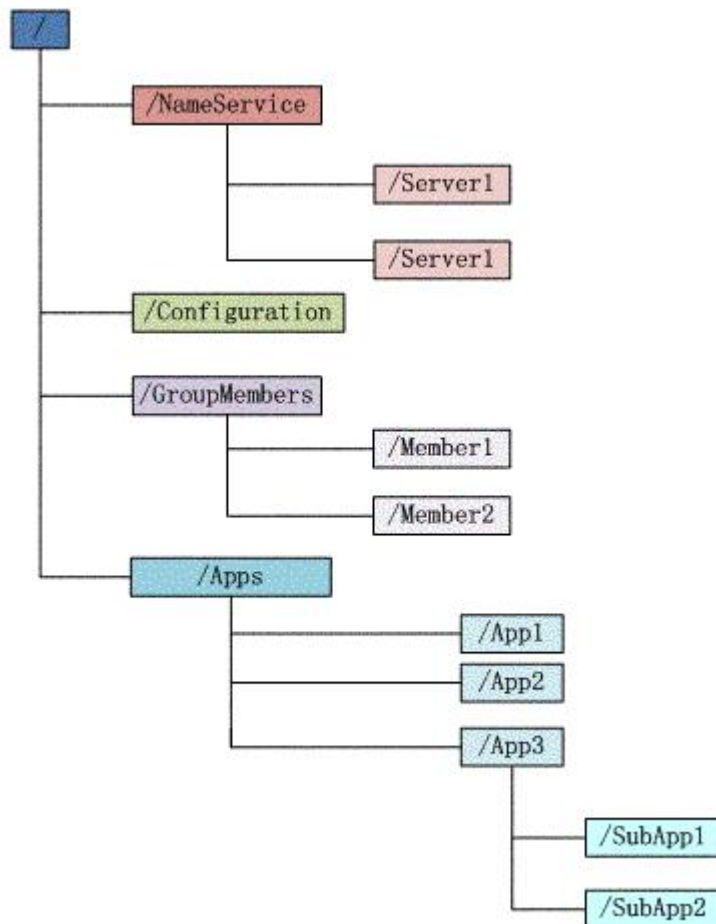 /
/NameService
/Server1
/Server1
/Configuration
/GroupMembers
/Member1
/Member2
/Apps
/App1
/App2
/App3
/SubApp1
/SubApp2